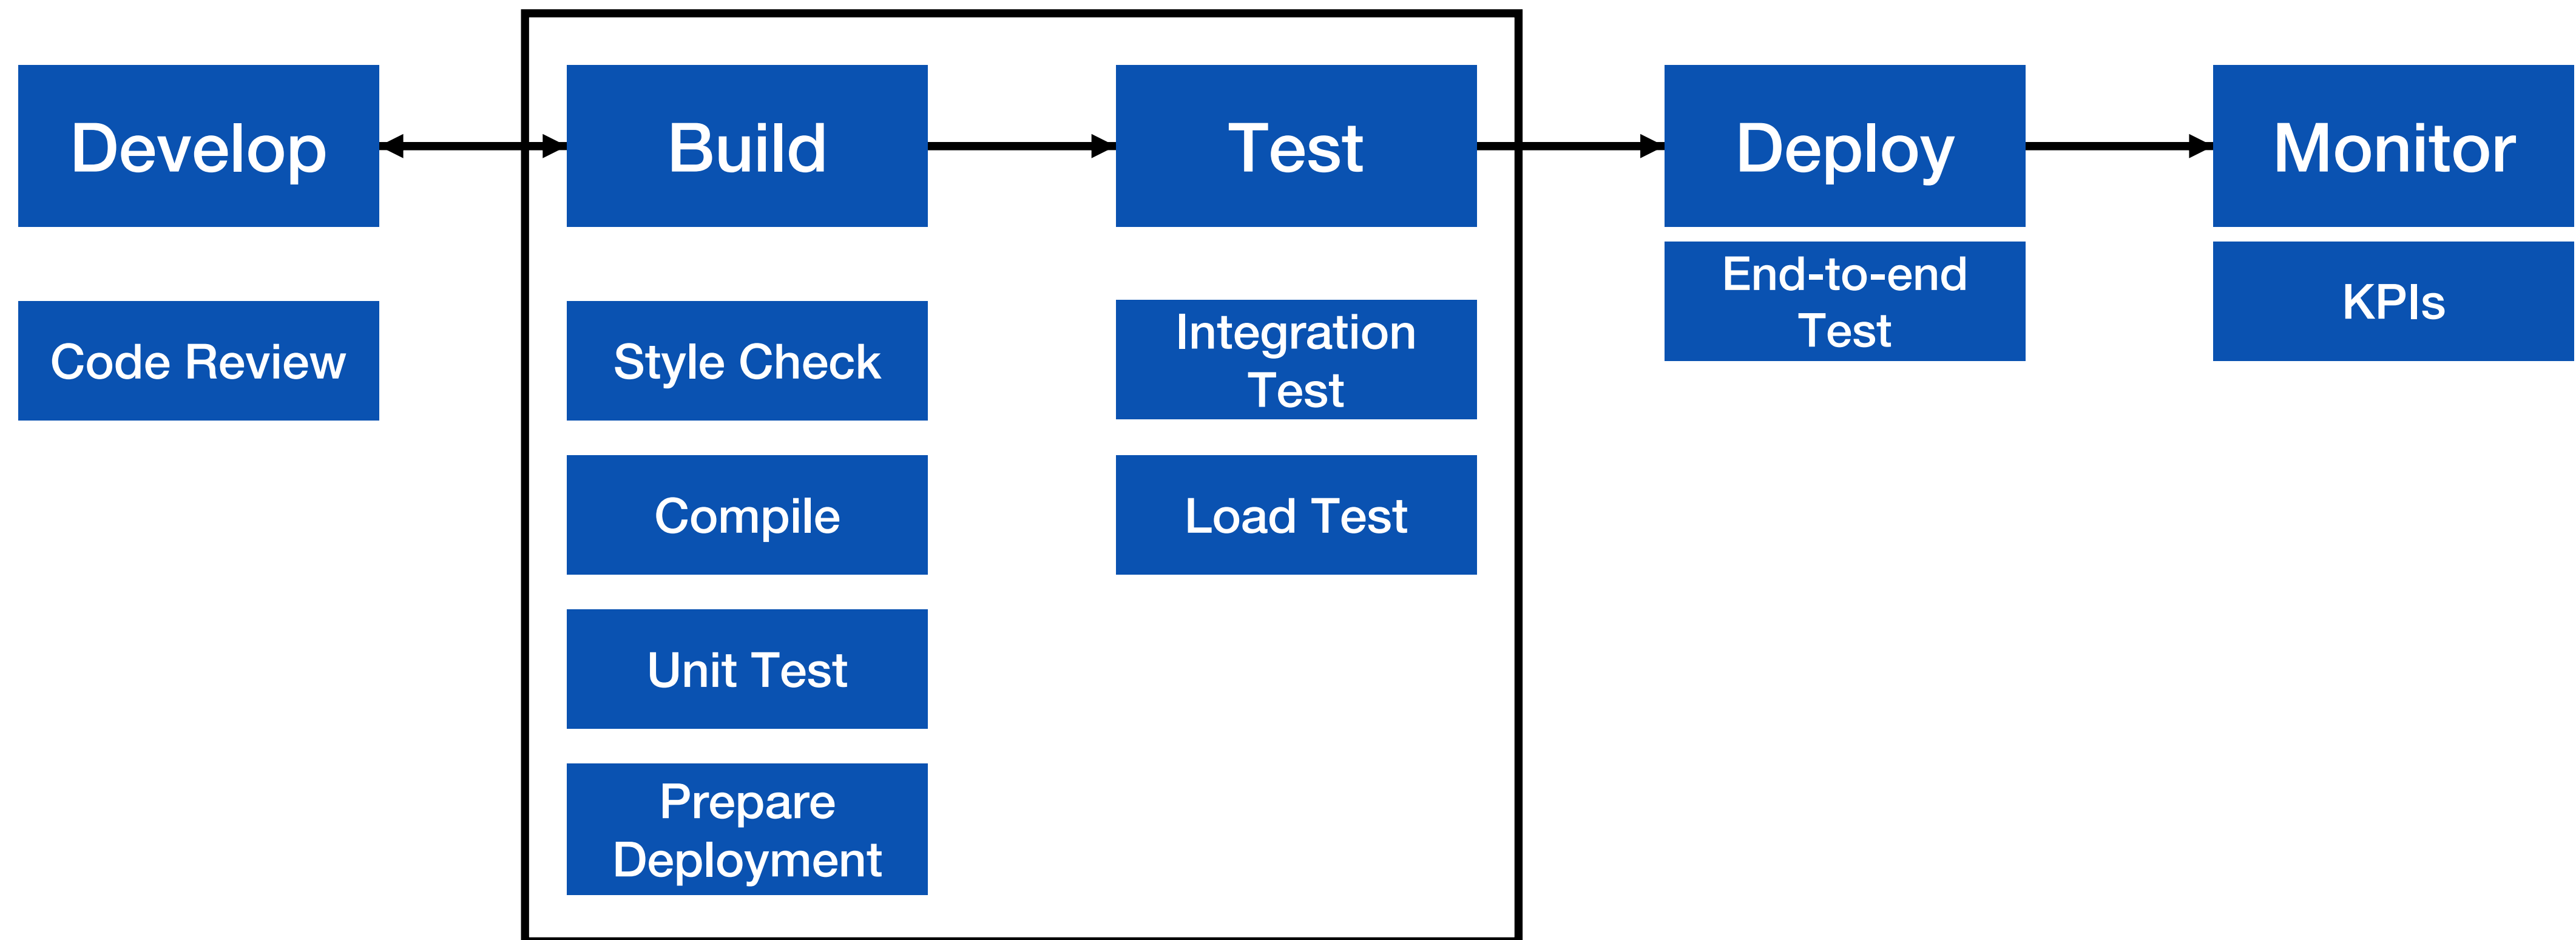 Develop
Build
Test
Deploy
Monitor
Code Review
Style Check
Compile
Unit Test
Prepare
Deployment
Integration
Test
Load Test
End-to-end
Test
KPIs